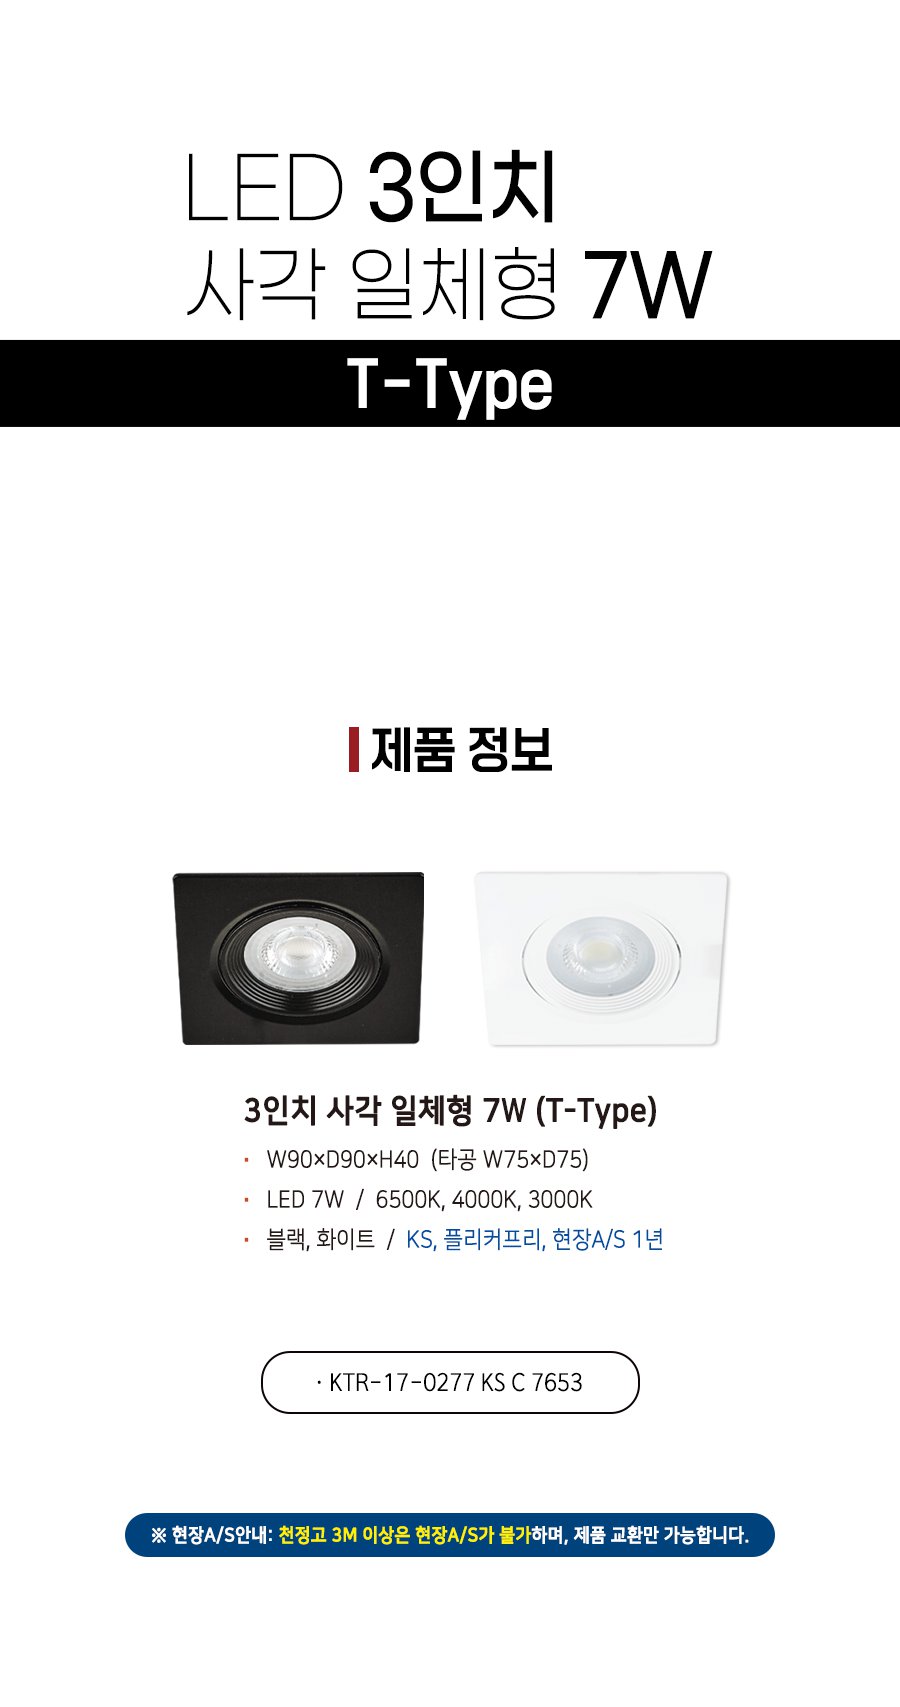 LED 3인치
사각 일체형 7W
T-Type
제품 정보
3인치 사각 일체형 7W (T-Type)
· W90×D90×H40 (타공 W75×D75)
· LED 7W / 6500K, 4000K, 3000K
· 블랙, 화이트 / KS, 플리커프리, 현장A/S 1년
· KTR-17-0277 KS C 7653
※ 현장A/S안내: 천정고 3M 이상은 현장A/S가 불가하며, 제품 교환만 가능합니다.